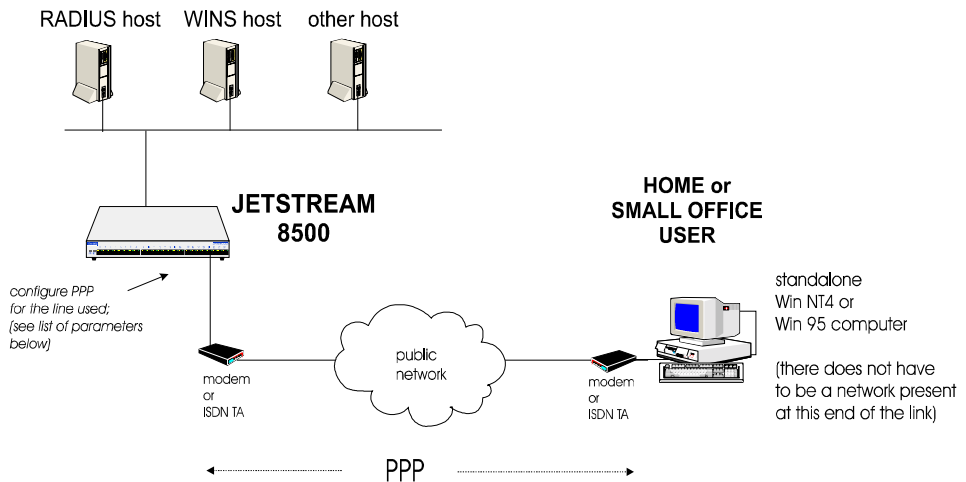 RADIUS host
WINS host
other host
JETSTREAM
8500
configure PPP
for the line used;
(see list of parameters
below)
modem
or
ISDN TA
public
network
modem
or
ISDN TA
HOME or
SMALL OFFICE
USER
standalone
Win NT4 or
Win 95 computer
(there does not have
to be a network present
at this end of the link)
PPP